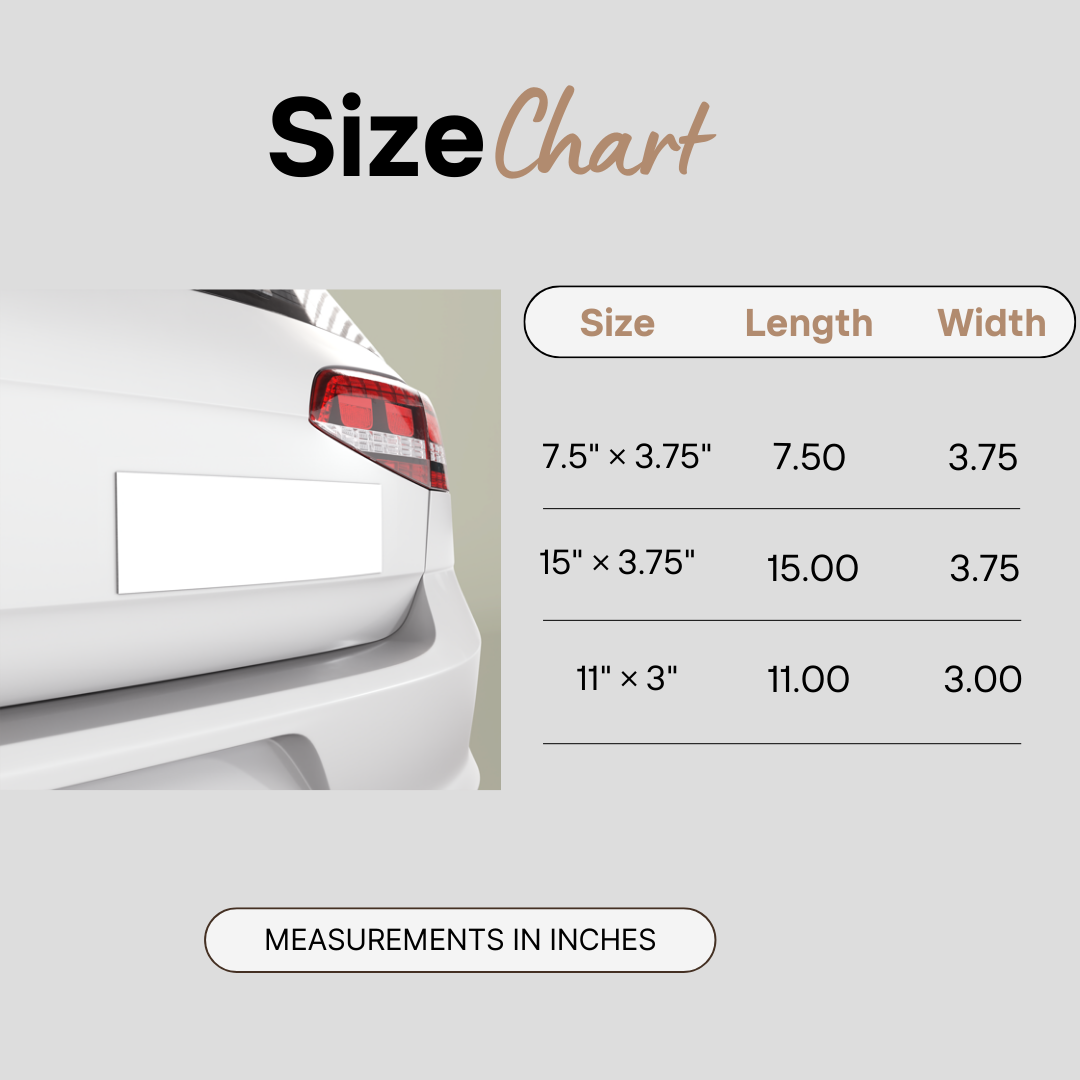 Size Chart
Size Length Width
7.5" × 3.75" 7.50 3.75
15" × 3.75" 15.00 3.75
11" × 3" 11.00 3.00
MEASUREMENTS IN INCHES